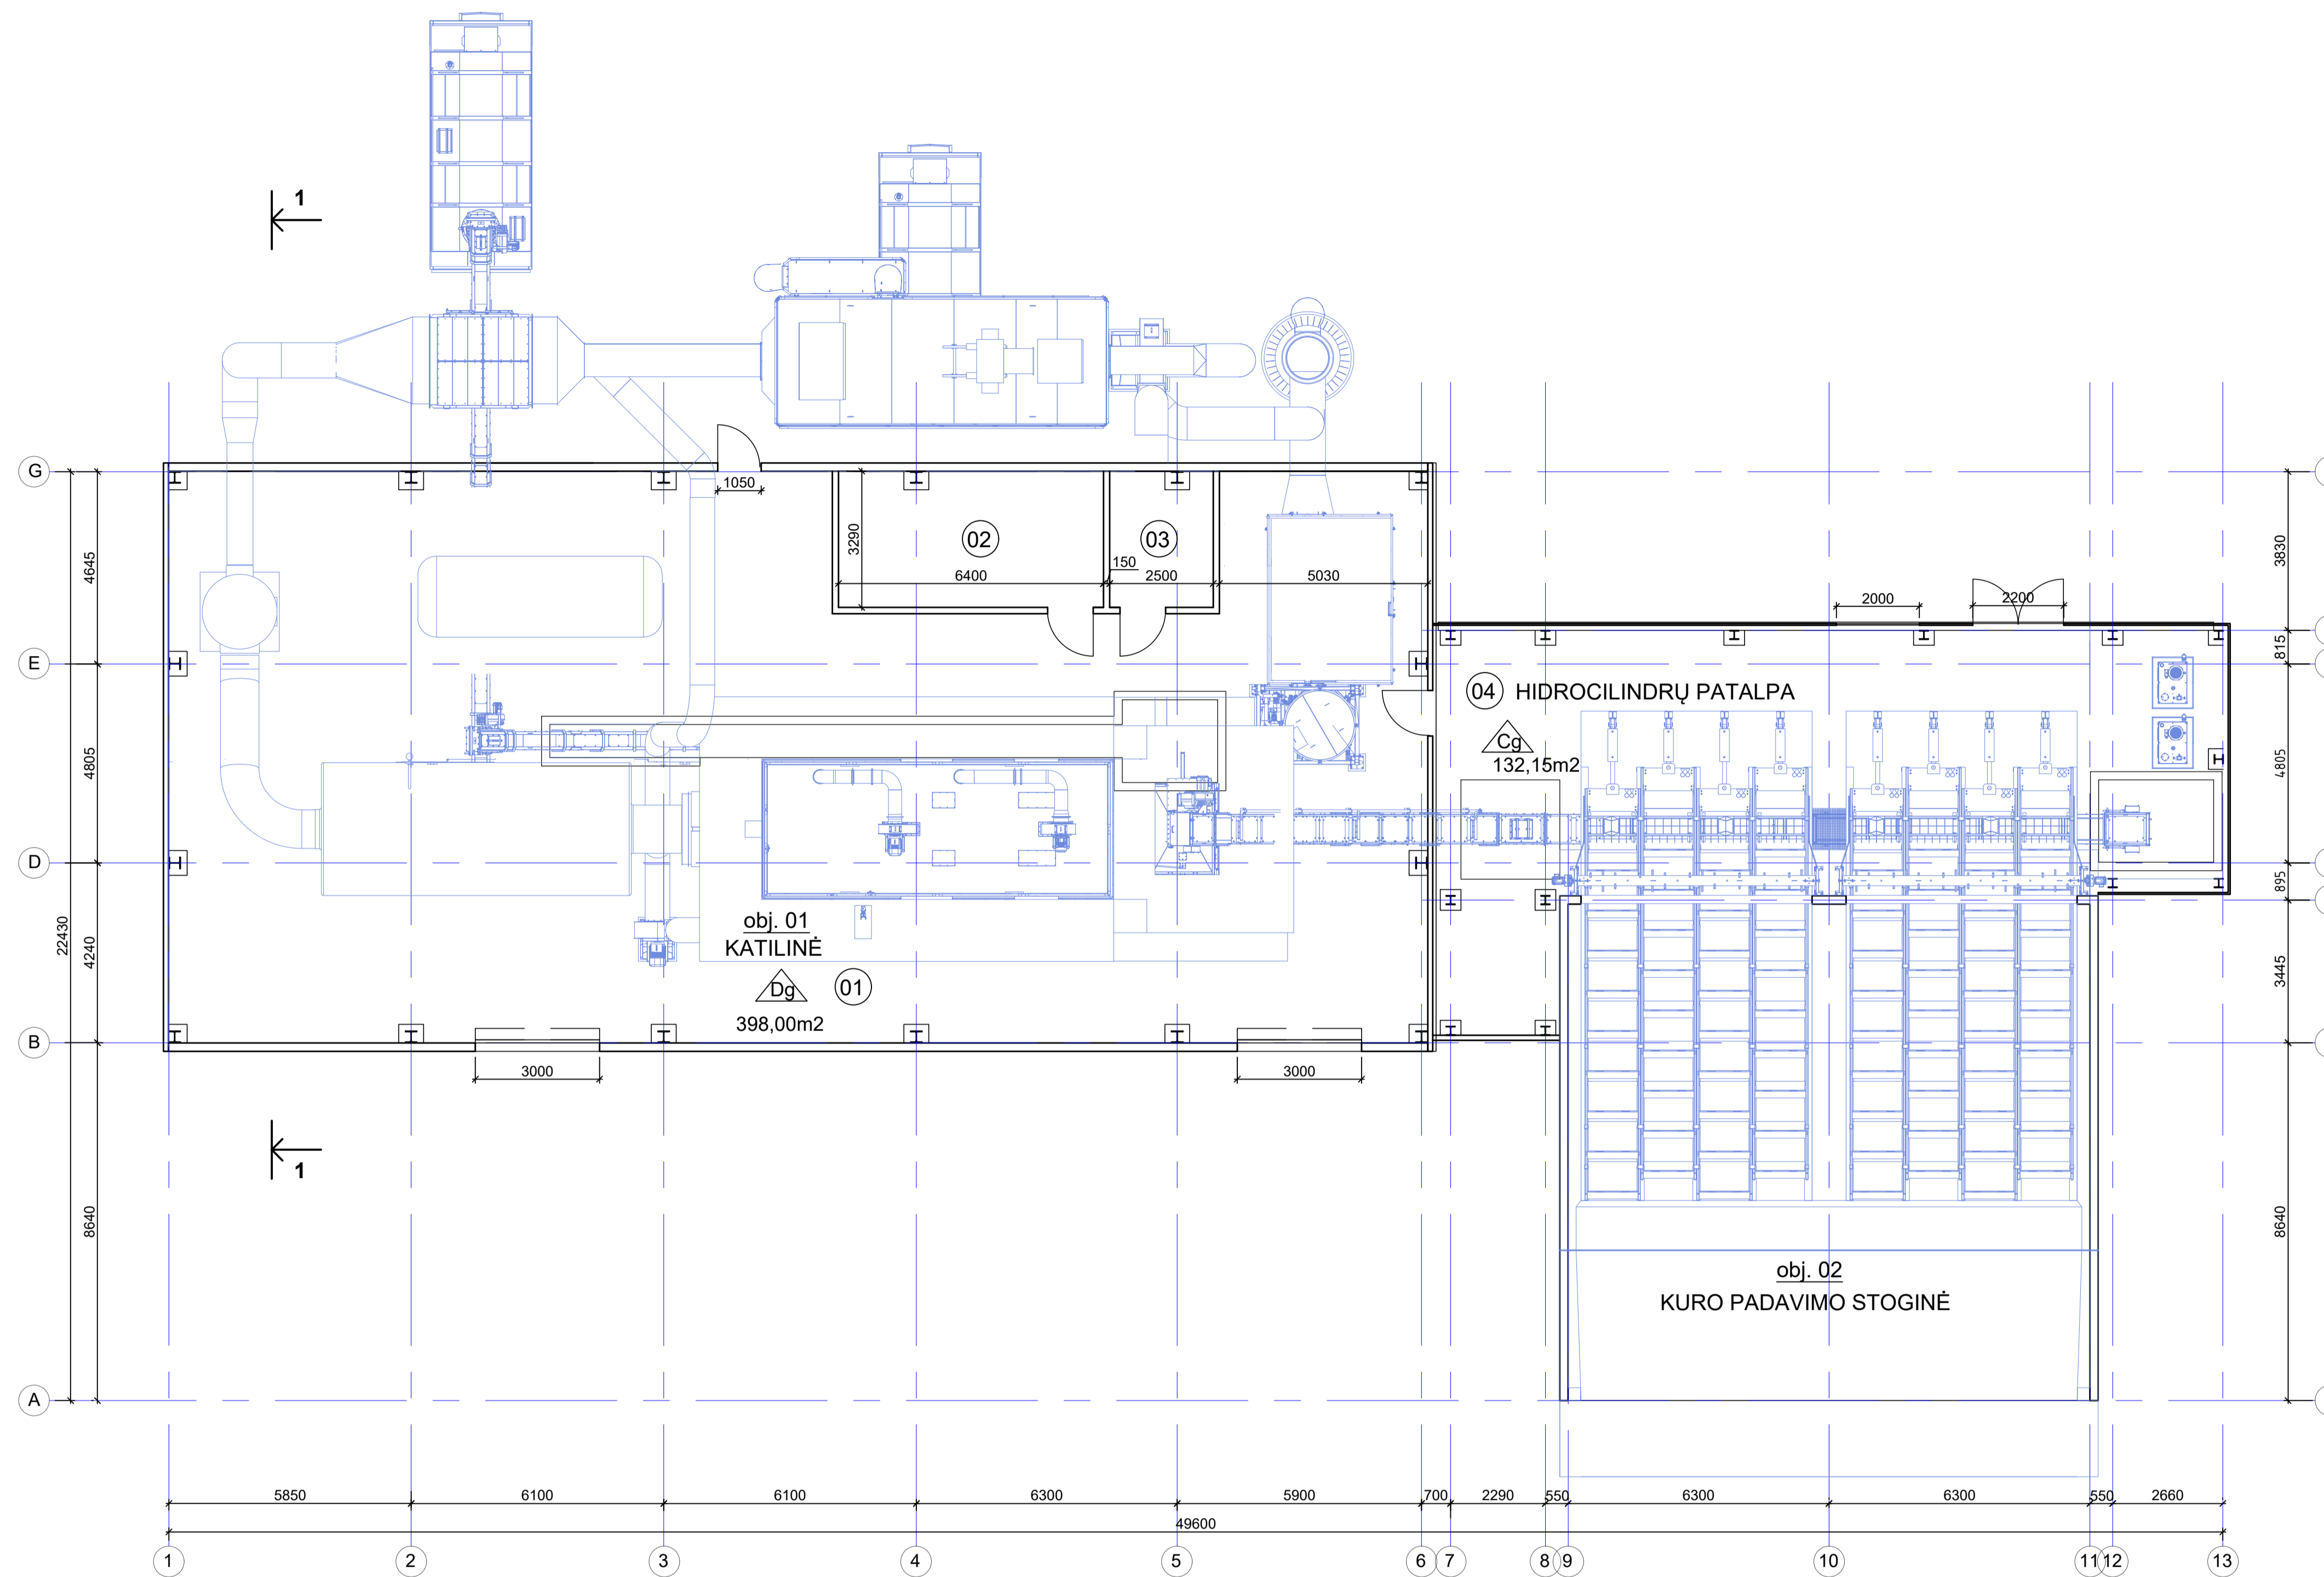 1
G
4645
E
4805
22430
D
4240
B
8640
A
1050
3290
02
6400
150
03
2500
5030
2000
2200
3830
815
4805
895
3445
8640
04 HIDROCILINDRŲ PATALPA
Cg
132,15m2
obj. 01
KATILINĖ
Dg 01
398,00m2
3000
3000
1
obj. 02
KURO PADAVIMO STOGINĖ
5850 6100 6100 6300 5900 700 2290 550 6300 6300 550 2660
49600
1 2 3 4 5 6 7 8 9 10 11 12 13